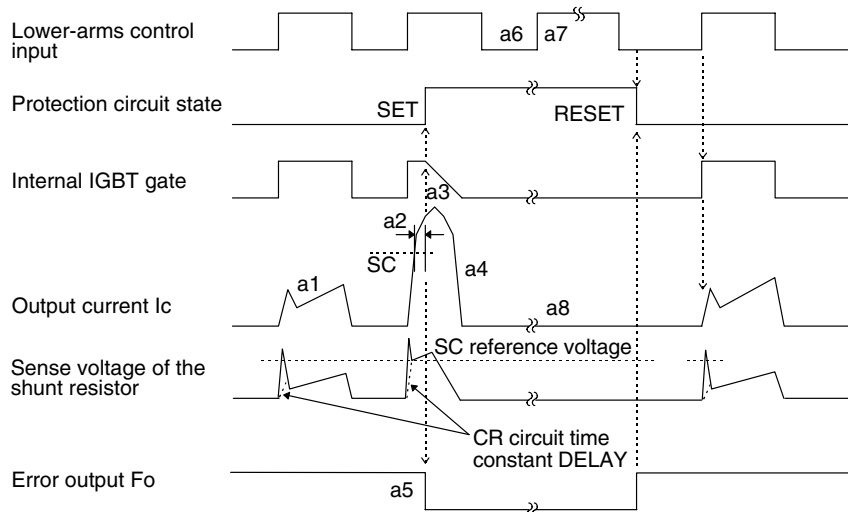 Lower-arms control
input
a6
a7
Protection circuit state
SET
RESET
Internal IGBT gate
a3
a2
SC
a4
Output current Ic
a1
a8
SC reference voltage
Sense voltage of the
shunt resistor
CR circuit time
constant DELAY
Error output Fo
a5